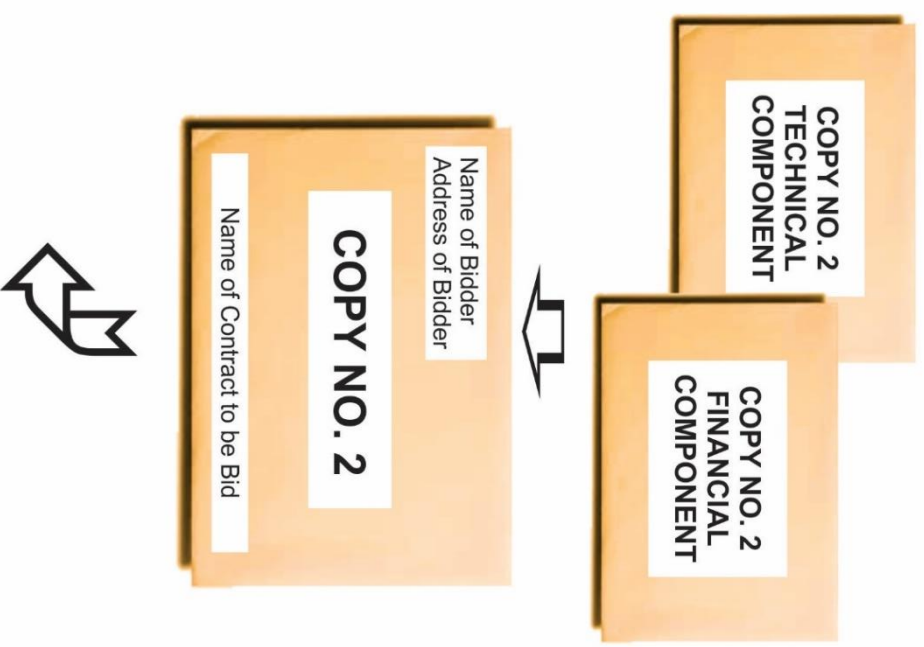 COPY NO. 2
TECHNICAL
COMPONENT
COPY NO. 2
FINANCIAL
COMPONENT
Name of Bidder
Address of Bidder
COPY NO. 2
Name of Contract to be Bid